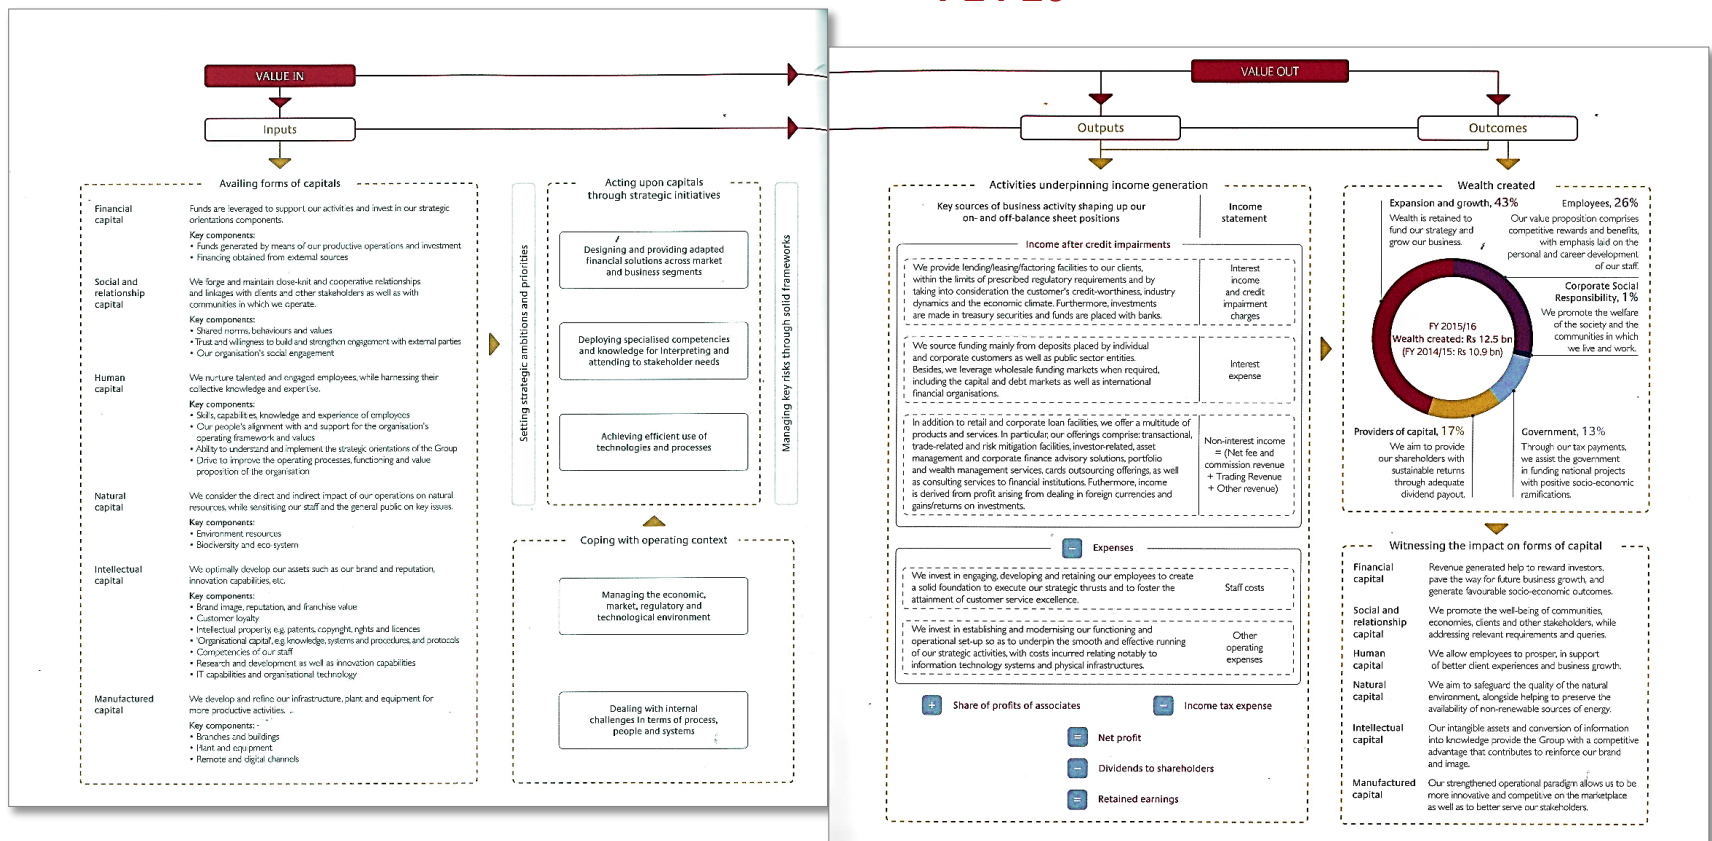 VALUE IN
Inputs
Availing forms of capitals
Financial
capital
Funds are leveraged to support our activities and invest in our strategic
orientations components.
Key components:
• Funds generated by means of our productive operations and investment
• Financing obtained from external sources
Social and
relationship
capital
We forge and maintain close-knit and cooperative relationships
and linkages with clients and other stakeholders as well as with
communities in which we operate.
Key components:
• Shared norms, behaviours and values
• Trust and willingness to build and strengthen engagement with external parties
• Our organisation's social engagement
Human
capital
We nurture talented and engaged employees, while harnessing their
collective knowledge and expertise.
Key components:
• Skills, capabilities, knowledge and experience of employees
• Our people's alignment with and support for the organisation's
operating framework and values
• Ability to understand and implement the strategic orientations of the Group
• Drive to improve the operating processes, functioning and value
proposition of the organisation
Natural
capital
We consider the direct and indirect impact of our operations on natural
resources, while sensitising our staff and the general public on key issues.
Key components:
• Environment resources
• Biodiversity and eco-system
Intellectual
capital
We optimally develop our assets such as our brand and reputation,
innovation capabilities, etc.
Key components:
• Brand image, reputation, and franchise value
• Customer loyalty
• Intellectual property, e.g. patents, copyright, rights and licences
• 'Organisational capital', e.g. knowledge, systems and procedures, and protocols
• Competencies of our staff
• Research and development as well as innovation capabilities
• IT capabilities and organisational technology
Manufactured
capital
We develop and refine our infrastructure, plant and equipment for
more productive activities.
Key components:
• Branches and buildings
• Plant and equipment
• Remote and digital channels
Setting strategic ambitions and priorities
Acting upon capitals
through strategic initiatives
Designing and providing adapted
financial solutions across market
and business segments
Deploying specialised competencies
and knowledge for interpreting and
attending to stakeholder needs
Achieving efficient use of
technologies and processes
Managing key risks through solid frameworks
Coping with operating context
Managing the economic,
market, regulatory and
technological environment
Dealing with internal
challenges in terms of process,
people and systems
VALUE OUT
Outputs
Outcomes
Activities underpinning income generation
Key sources of business activity shaping up our
on- and off-balance sheet positions
Income
statement
Income after credit impairments
We provide lending/leasing/factoring facilities to our clients,
within the limits of prescribed regulatory requirements and by
taking into consideration the customer's credit-worthiness, industry
dynamics and the economic climate. Furthermore, investments
are made in treasury securities and funds are placed with banks.
Interest
income
and credit
impairment
charges
We source funding mainly from deposits placed by individual
and corporate customers as well as public sector entities.
Besides, we leverage wholesale funding markets when required,
including the capital and debt markets as well as international
financial organisations.
Interest
expense
In addition to retail and corporate loan facilities, we offer a multitude of
products and services. In particular, our offerings comprise: transactional,
trade-related and risk mitigation facilities, investor-related, asset
management and corporate finance advisory solutions, portfolio
and wealth management services, cards outsourcing offerings, as well
as consulting services to financial institutions. Futhermore, income
is derived from profit arising from dealing in foreign currencies and
gains/returns on investments.
Non-interest income
= (Net fee and
commission revenue
+ Trading Revenue
+ Other revenue)
− Expenses
We invest in engaging, developing and retaining our employees to create
a solid foundation to execute our strategic thrusts and to foster the
attainment of customer service excellence.
Staff costs
We invest in establishing and modernising our functioning and
operational set-up so as to underpin the smooth and effective running
of our strategic activities, with costs incurred relating notably to
information technology systems and physical infrastructures.
Other
operating
expenses
+ Share of profits of associates
− Income tax expense
= Net profit
− Dividends to shareholders
= Retained earnings
Wealth created
Expansion and growth, 43%
Wealth is retained to
fund our strategy and
grow our business.
Employees, 26%
Our value proposition comprises
competitive rewards and benefits,
with emphasis laid on the
personal and career development
of our staff.
Corporate Social
Responsibility, 1%
We promote the welfare
of the society and the
communities in which
we live and work.
FY 2015/16
Wealth created: Rs 12.5 bn
(FY 2014/15: Rs 10.9 bn)
Providers of capital, 17%
We aim to provide
our shareholders with
sustainable returns
through adequate
dividend payout.
Government, 13%
Through our tax payments,
we assist the government
in funding national projects
with positive socio-economic
ramifications.
Witnessing the impact on forms of capital
Financial
capital
Revenue generated help to reward investors,
pave the way for future business growth, and
generate favourable socio-economic outcomes.
Social and
relationship
capital
We promote the well-being of communities,
economies, clients and other stakeholders, while
addressing relevant requirements and queries.
Human
capital
We allow employees to prosper, in support
of better client experiences and business growth.
Natural
capital
We aim to safeguard the quality of the natural
environment, alongside helping to preserve the
availability of non-renewable sources of energy.
Intellectual
capital
Our intangible assets and conversion of information
into knowledge provide the Group with a competitive
advantage that contributes to reinforce our brand
and image.
Manufactured
capital
Our strengthened operational paradigm allows us to be
more innovative and competitive on the marketplace
as well as to better serve our stakeholders.